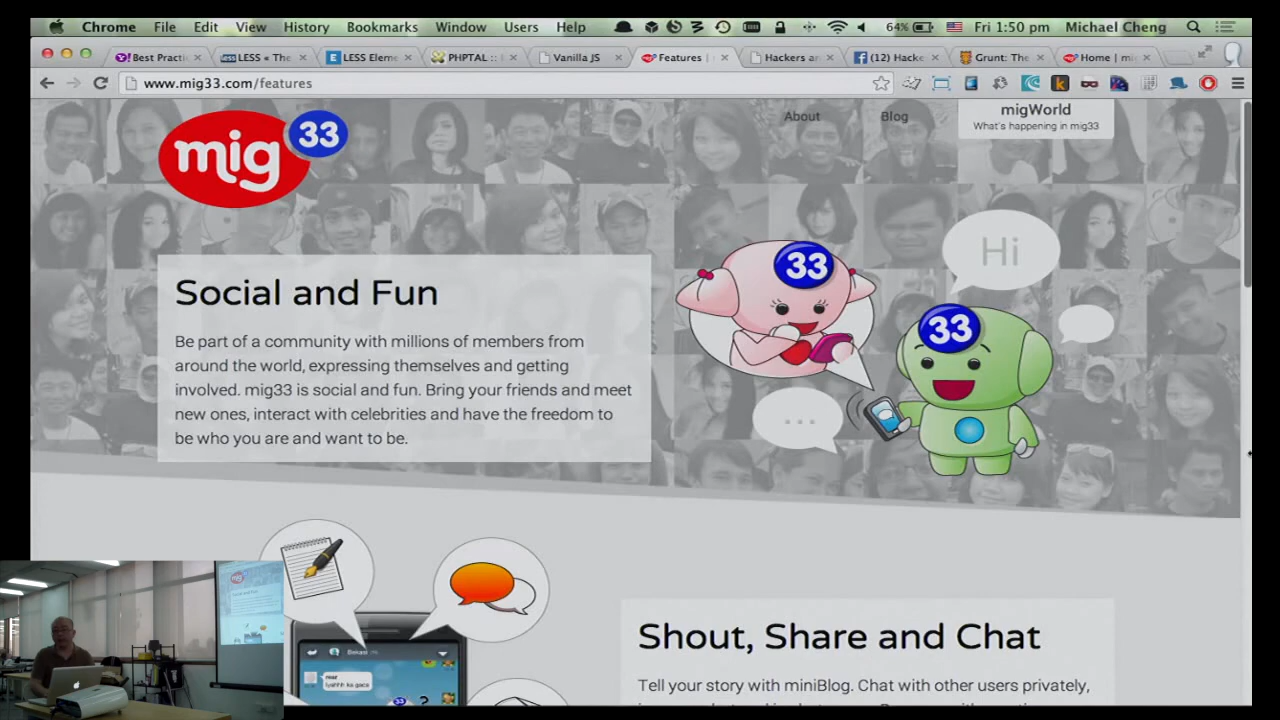 Chrome File Edit View History Bookmarks Window Users Help 64% Fri 1:50 pm Michael Cheng
Best Practi LESS « The LESS Eleme PHPTAL :: Vanilla JS Features | Hackers an (12) Hacke Grunt: The Home | mi
www.mig33.com/features
mig 33
About Blog migWorld
What's happening in mig33
Hi
33
33
...
Social and Fun
Be part of a community with millions of members from
around the world, expressing themselves and getting
involved. mig33 is social and fun. Bring your friends and meet
new ones, interact with celebrities and have the freedom to
be who you are and want to be.
Bekasi
33 ?
Shout, Share and Chat
Tell your story with miniBlog. Chat with other users privately,
mig